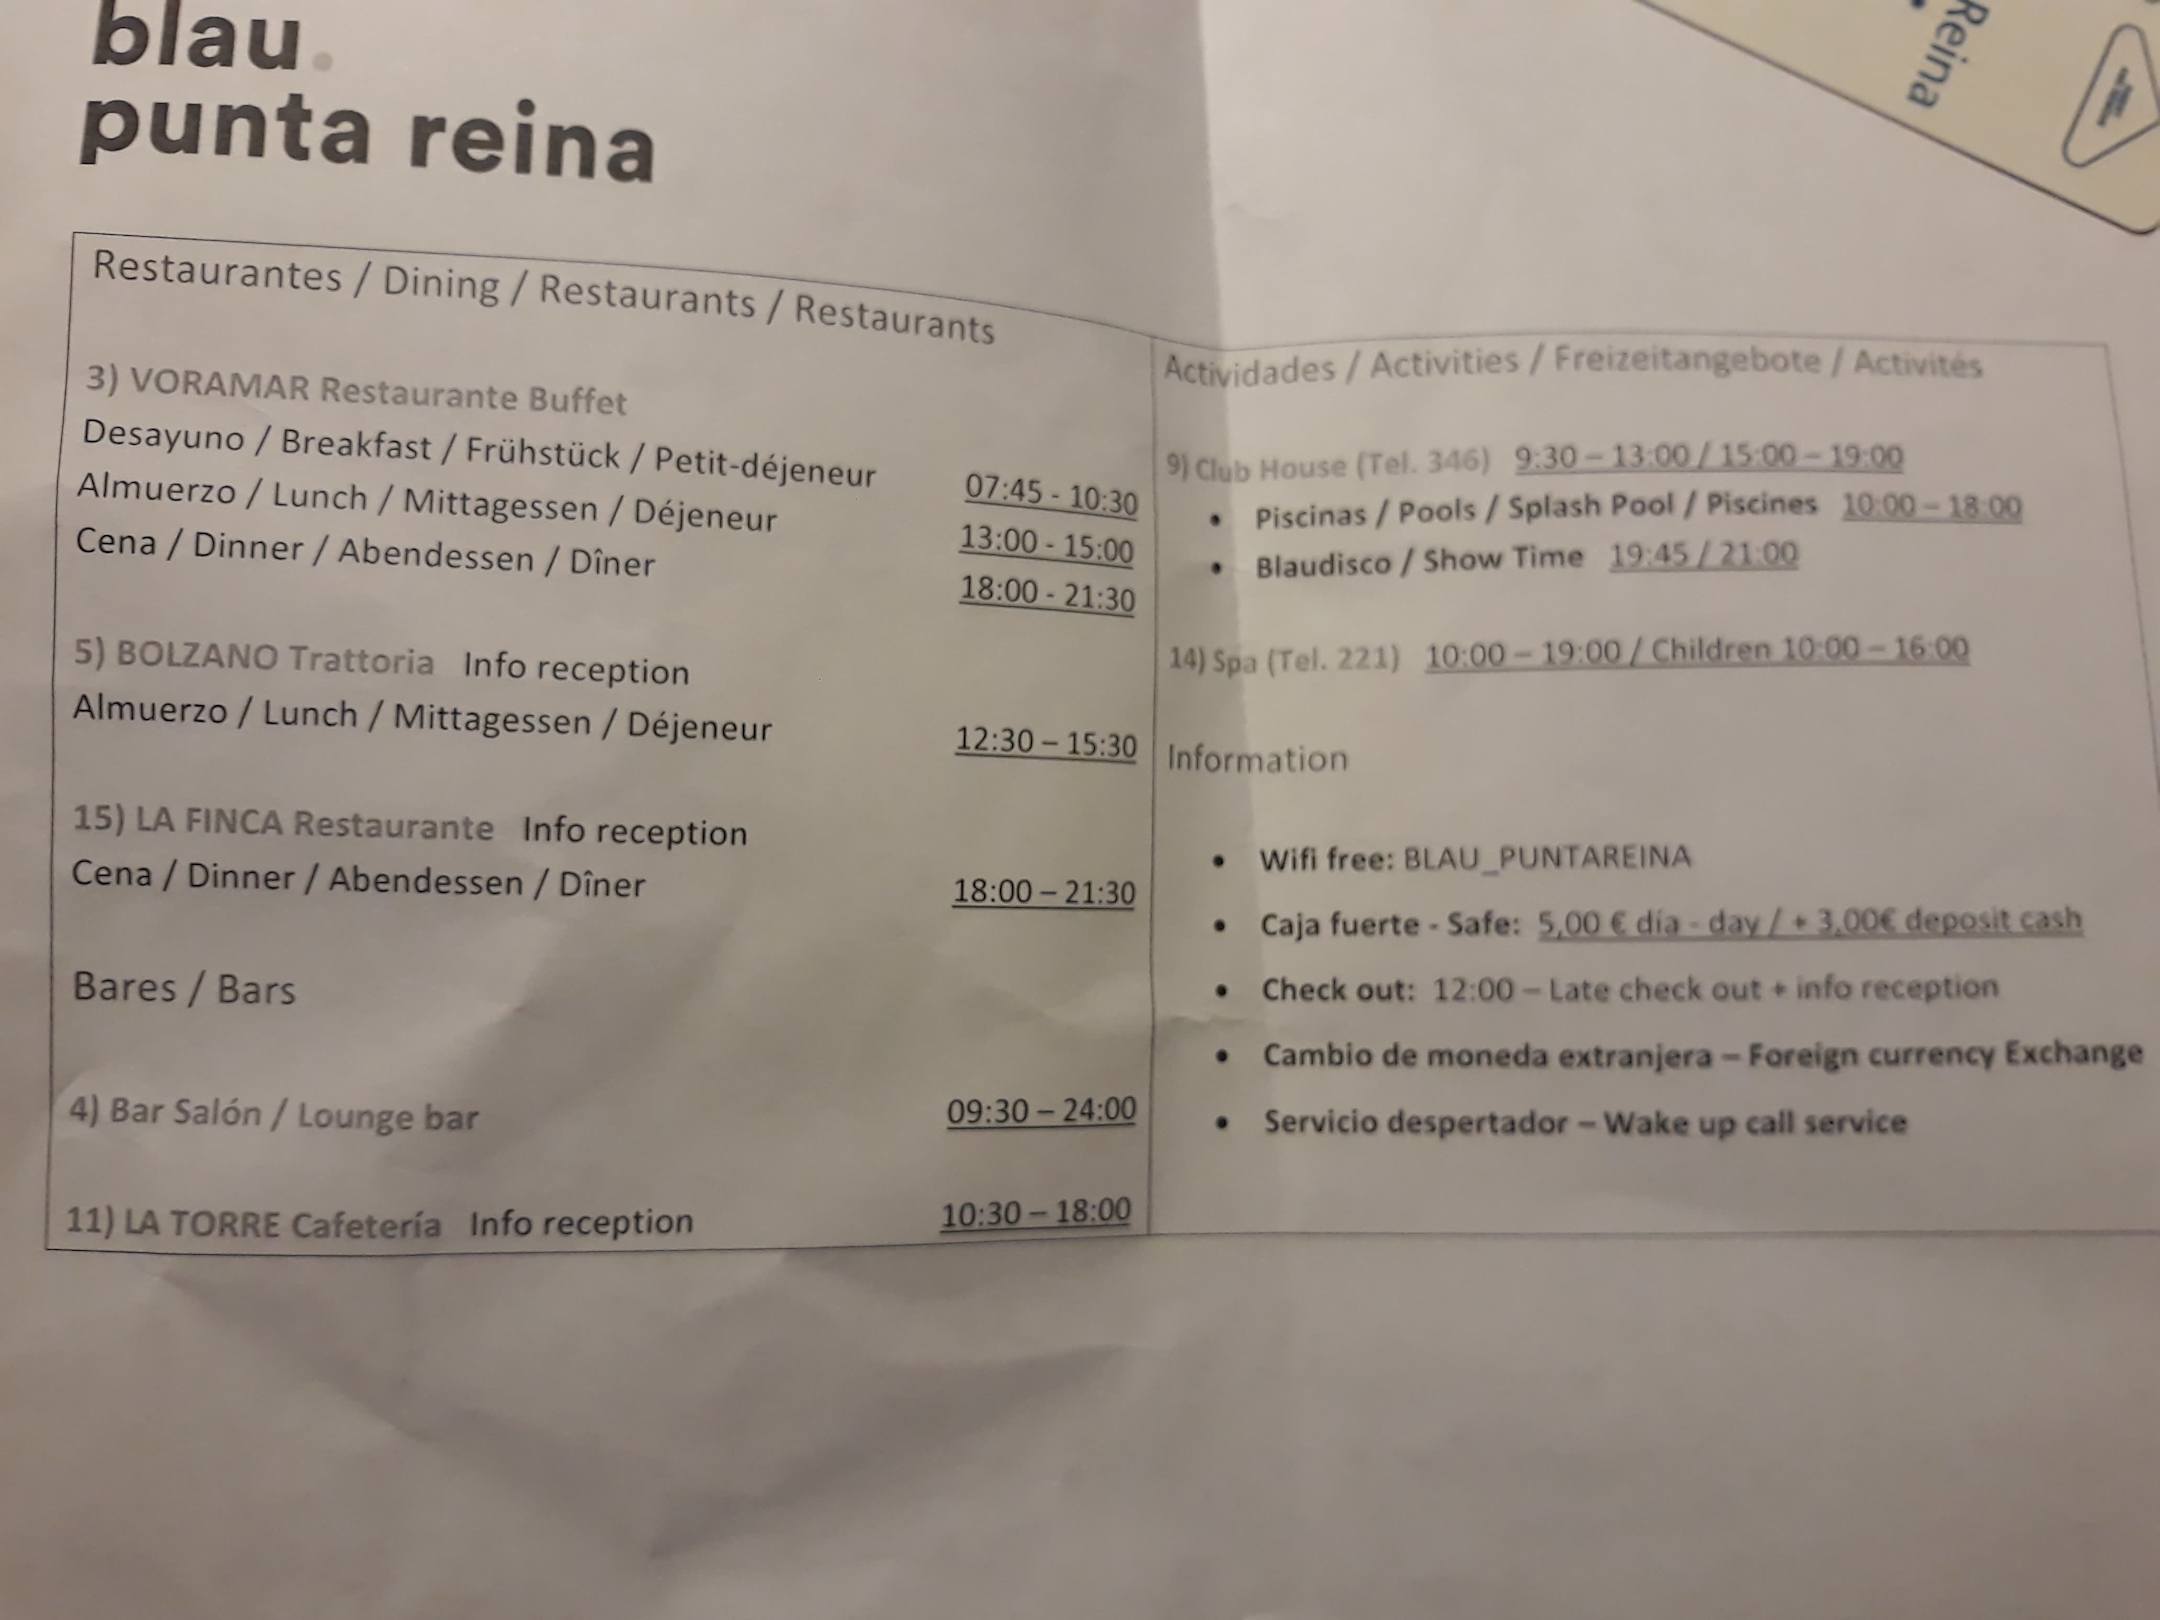 blau.
punta reina
Reina
Restaurantes / Dining / Restaurants / Restaurants
3) VORAMAR Restaurante Buffet
Desayuno / Breakfast / Frühstück / Petit-déjeneur 07:45 - 10:30
Almuerzo / Lunch / Mittagessen / Déjeneur 13:00 - 15:00
Cena / Dinner / Abendessen / Dîner 18:00 - 21:30
5) BOLZANO Trattoria Info reception
Almuerzo / Lunch / Mittagessen / Déjeneur 12:30 – 15:30
15) LA FINCA Restaurante Info reception
Cena / Dinner / Abendessen / Dîner 18:00 – 21:30
Bares / Bars
4) Bar Salón / Lounge bar 09:30 – 24:00
11) LA TORRE Cafetería Info reception 10:30 – 18:00
Actividades / Activities / Freizeitangebote / Activités
9) Club House (Tel. 346) 9:30 – 13:00 / 15:00 – 19:00
• Piscinas / Pools / Splash Pool / Piscines 10:00 – 18:00
• Blaudisco / Show Time 19:45 / 21:00
14) Spa (Tel. 221) 10:00 – 19:00 / Children 10:00 – 16:00
Information
• Wifi free: BLAU_PUNTAREINA
• Caja fuerte - Safe: 5,00 € día - day / + 3,00€ deposit cash
• Check out: 12:00 – Late check out + info reception
• Cambio de moneda extranjera – Foreign currency Exchange
• Servicio despertador – Wake up call service